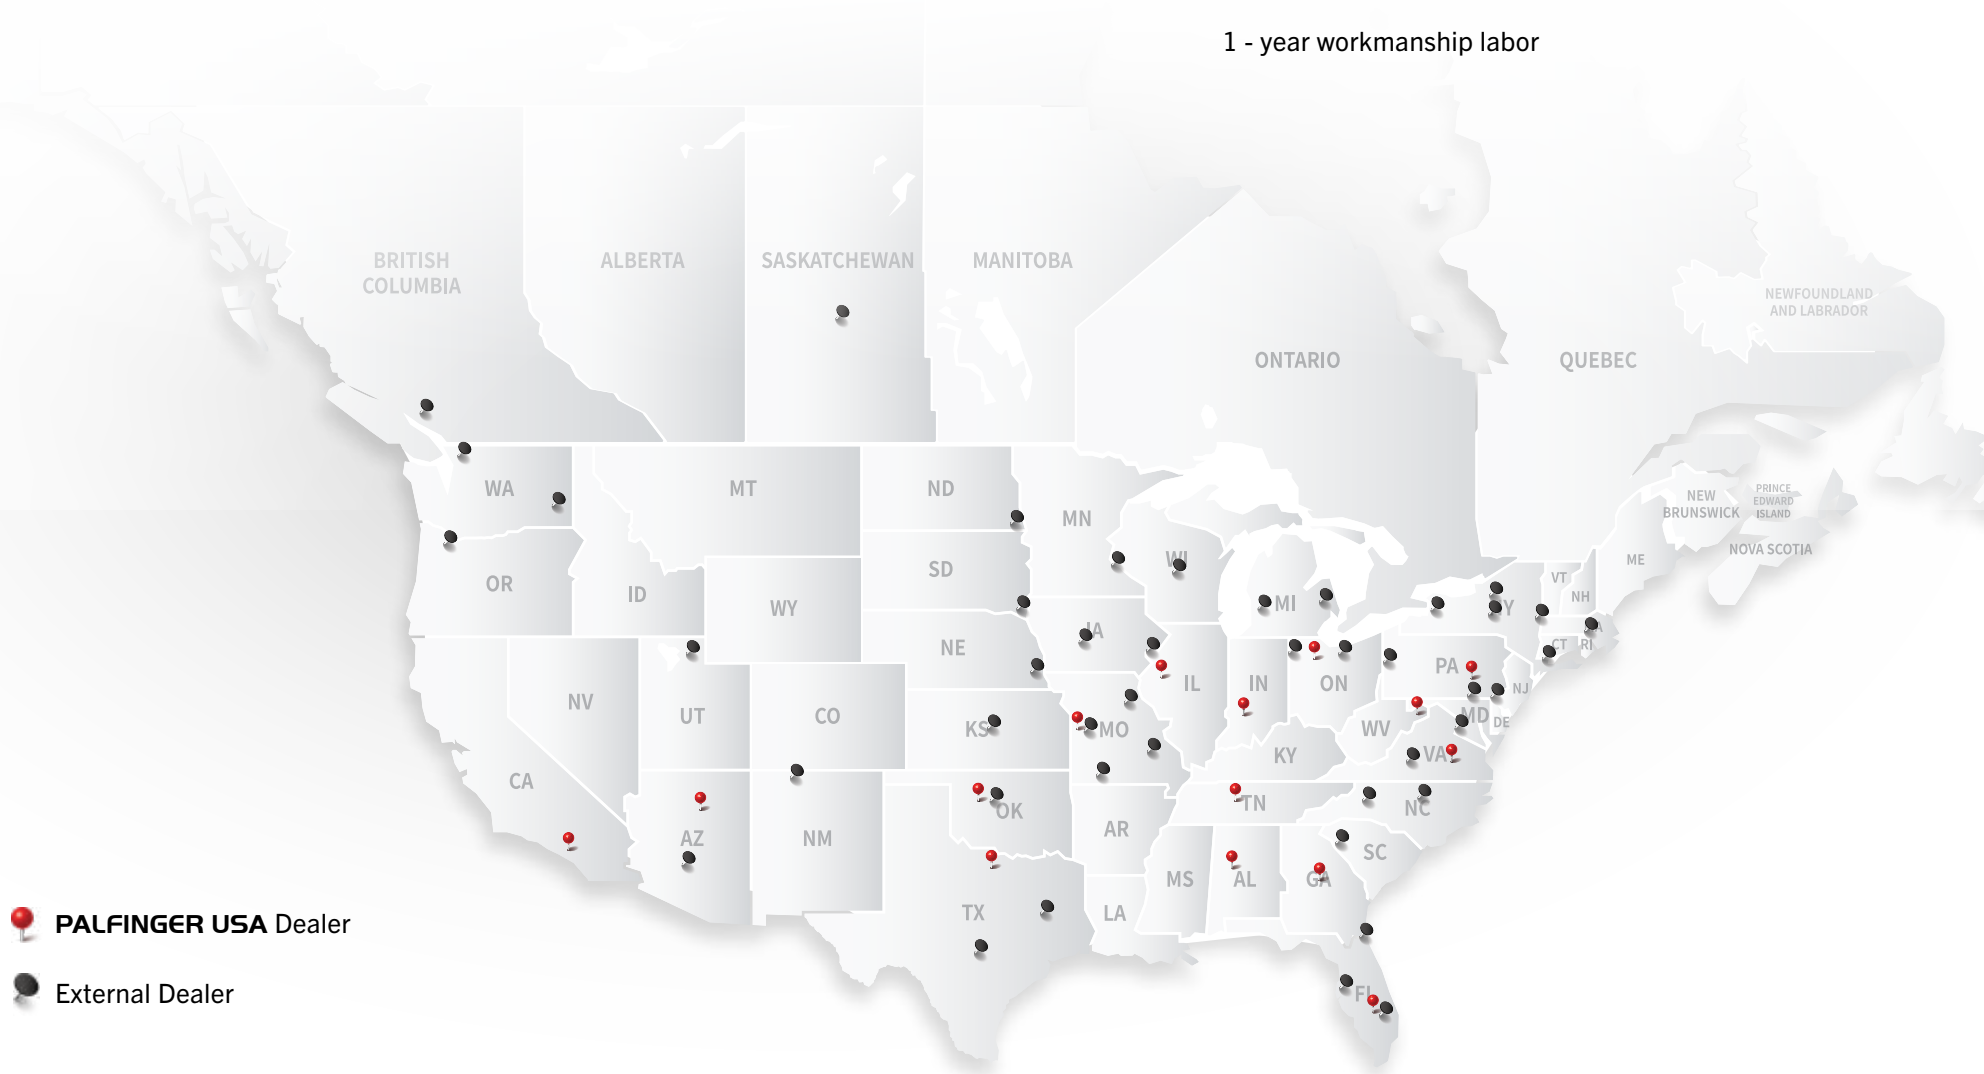 1 - year workmanship labor
BRITISH
COLUMBIA
ALBERTA
SASKATCHEWAN
MANITOBA
ONTARIO
QUEBEC
NEWFOUNDLAND
AND LABRADOR
NEW
BRUNSWICK
PRINCE
EDWARD
ISLAND
NOVA SCOTIA
WA
MT
ND
MN
WI
ME
VT
NH
OR
ID
WY
SD
IA
MI
Y
A
CT
RI
NE
PA
NJ
NV
UT
CO
KS
MO
IL
IN
ON
WV
MD
DE
VA
KY
CA
AZ
NM
OK
AR
TN
NC
SC
MS
AL
GA
TX
LA
FL
PALFINGER USA Dealer
External Dealer